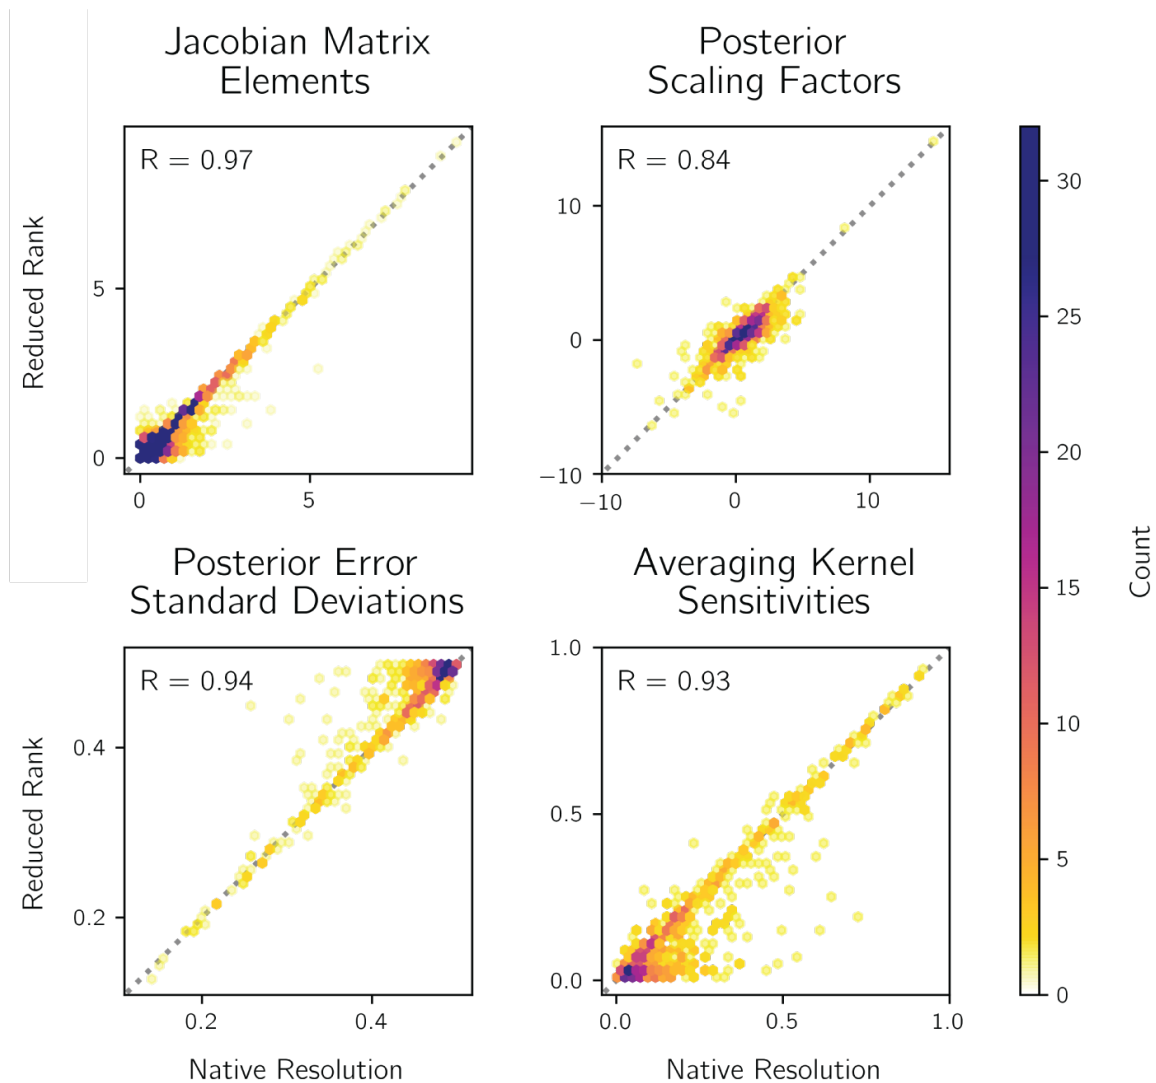 Jacobian Matrix
Elements
Posterior
Scaling Factors
R = 0.97
R = 0.84
Reduced Rank
5
0
0
5
10
0
−10
−10
0
10
30
25
20
15
10
5
0
Count
Posterior Error
Standard Deviations
Averaging Kernel
Sensitivities
R = 0.94
R = 0.93
Reduced Rank
0.4
0.2
0.2
0.4
1.0
0.5
0.0
0.0
0.5
1.0
Native Resolution
Native Resolution